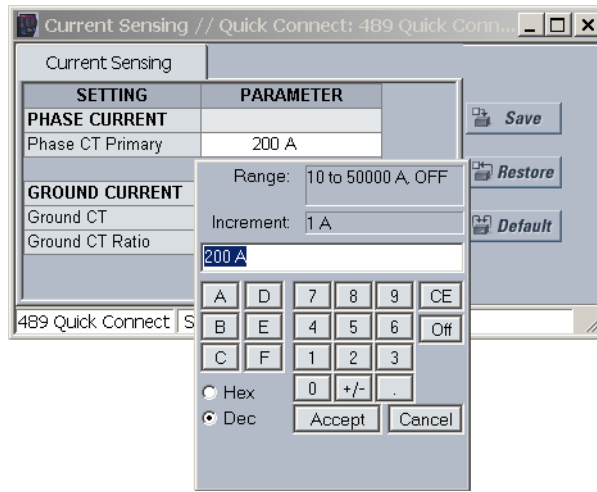 Current Sensing // Quick Connect: 489 Quick Conn...
Current Sensing
SETTING PARAMETER
PHASE CURRENT
Phase CT Primary 200 A
GROUND CURRENT
Ground CT
Ground CT Ratio
Save
Restore
Default
489 Quick Connect S
Range: 10 to 50000 A, OFF
Increment: 1 A
200 A
A D 7 8 9 CE
B E 4 5 6 Off
C F 1 2 3
Hex 0 +/- .
Dec Accept Cancel